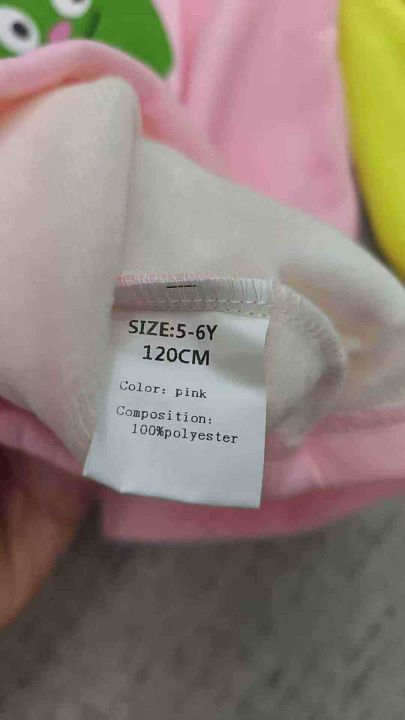 SIZE:5-6Y
120CM
Color: pink
Composition:
100%polyester